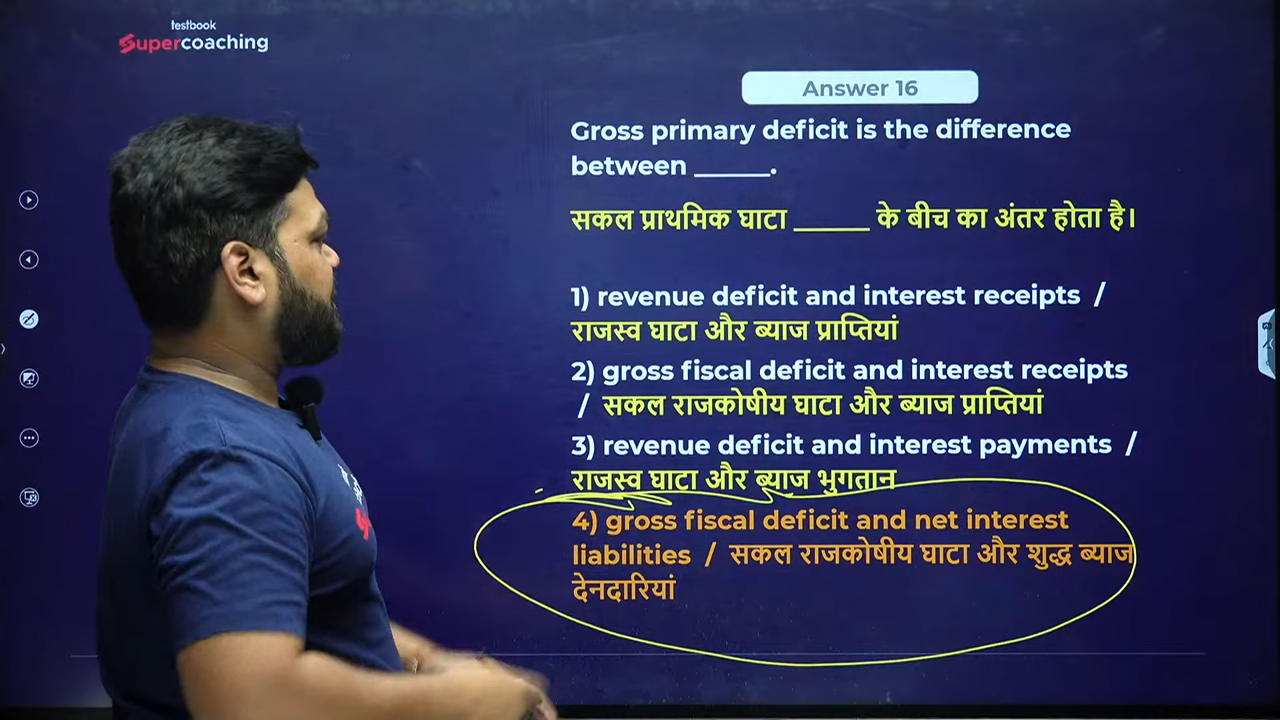 testbook
Supercoaching
Answer 16
Gross primary deficit is the difference
between ______.
सकल प्राथमिक घाटा ______ के बीच का अंतर होता है।
1) revenue deficit and interest receipts /
राजस्व घाटा और ब्याज प्राप्तियां
2) gross fiscal deficit and interest receipts
/ सकल राजकोषीय घाटा और ब्याज प्राप्तियां
3) revenue deficit and interest payments /
राजस्व घाटा और ब्याज भुगतान
4) gross fiscal deficit and net interest
liabilities / सकल राजकोषीय घाटा और शुद्ध ब्याज
देनदारियां